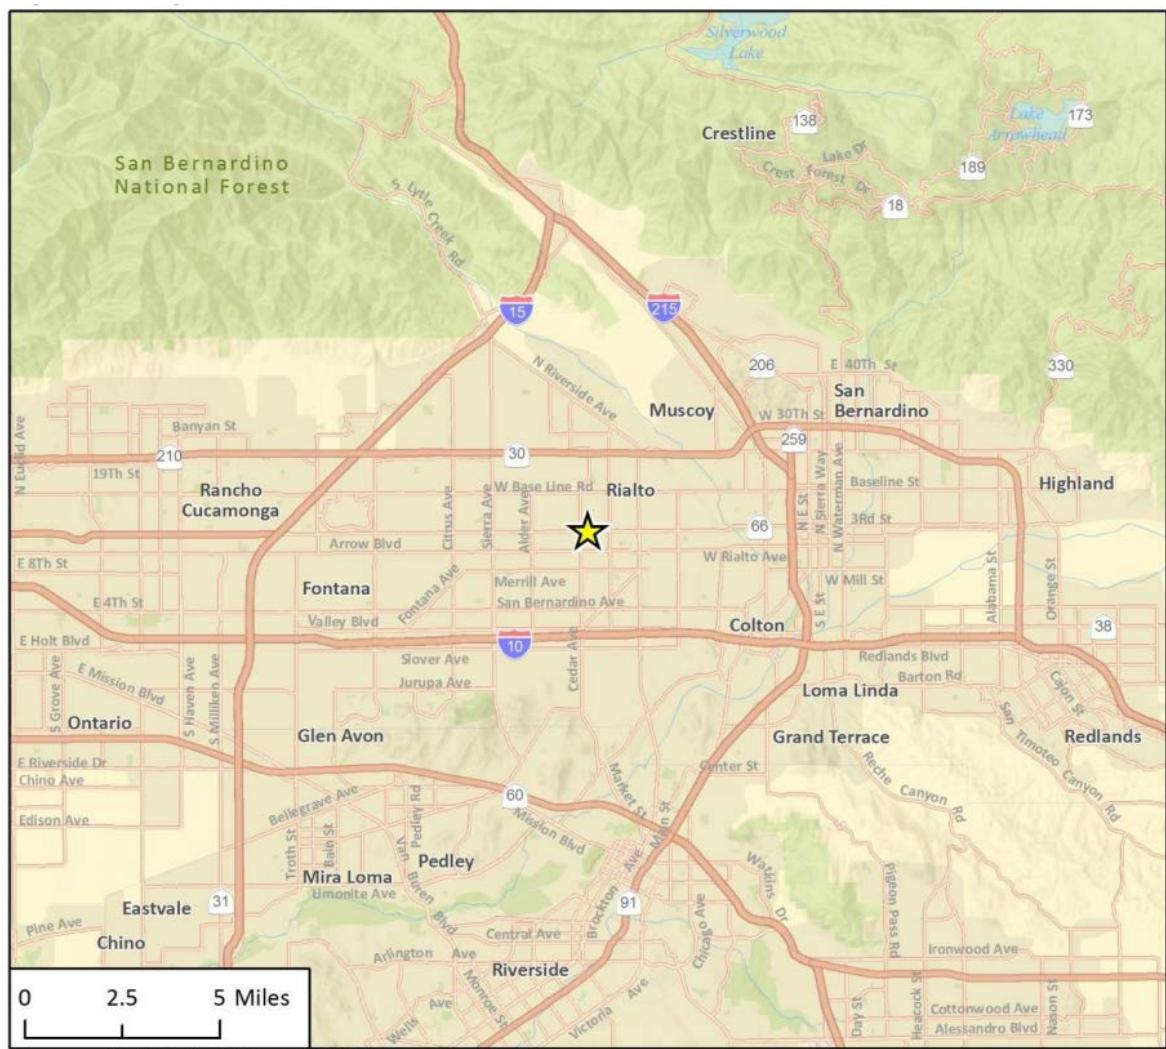 Silverwood
Lake
138
Crestline
Lake
Arrowhead
173
San Bernardino
National Forest
S Lytle Creek Rd
Lake Dr
Crest Forest Dr
189
18
15
215
N Riverside Ave
206
E 40Th St
330
San
Bernardino
Muscoy
W 30Th St
N Euclid Ave
Banyan St
259
210
30
19Th St
Rancho
Cucamonga
W Base Line Rd
Rialto
Baseline St
Highland
Citrus Ave
Sierra Ave
Alder Ave
N E St
N Sierra Way
N Waterman Ave
66
3Rd St
Arrow Blvd
W Rialto Ave
E 8Th St
Fontana
Fontana Ave
Merrill Ave
W Mill St
Alabama St
Orange St
E 4Th St
San Bernardino Ave
S E St
Valley Blvd
Colton
38
E Holt Blvd
10
Cedar Ave
Redlands Blvd
Slover Ave
Barton Rd
E Mission Blvd
Jurupa Ave
Loma Linda
Cajon St
S Grove Ave
S Haven Ave
S Milliken Ave
Ontario
Glen Avon
Grand Terrace
San Timoteo Canyon Rd
Redlands
E Riverside Dr
Center St
Reche Canyon Rd
Chino Ave
Market St
Main St
60
Bellegrave Ave
Pedley Rd
Edison Ave
Mission Blvd
Troth St
Bain St
Van Buren Blvd
Pedley
Watkins Dr
Mira Loma
Limonite Ave
Brockton Ave
Pigeon Pass Rd
Eastvale
31
91
Chicago Ave
Pine Ave
Chino
Central Ave
Arlington Ave
Ironwood Ave
Riverside
0 2.5 5 Miles
Wells Ave
Monroe St
Victoria Ave
Day St
Heacock St
Cottonwood Ave
Nason St
Alessandro Blvd